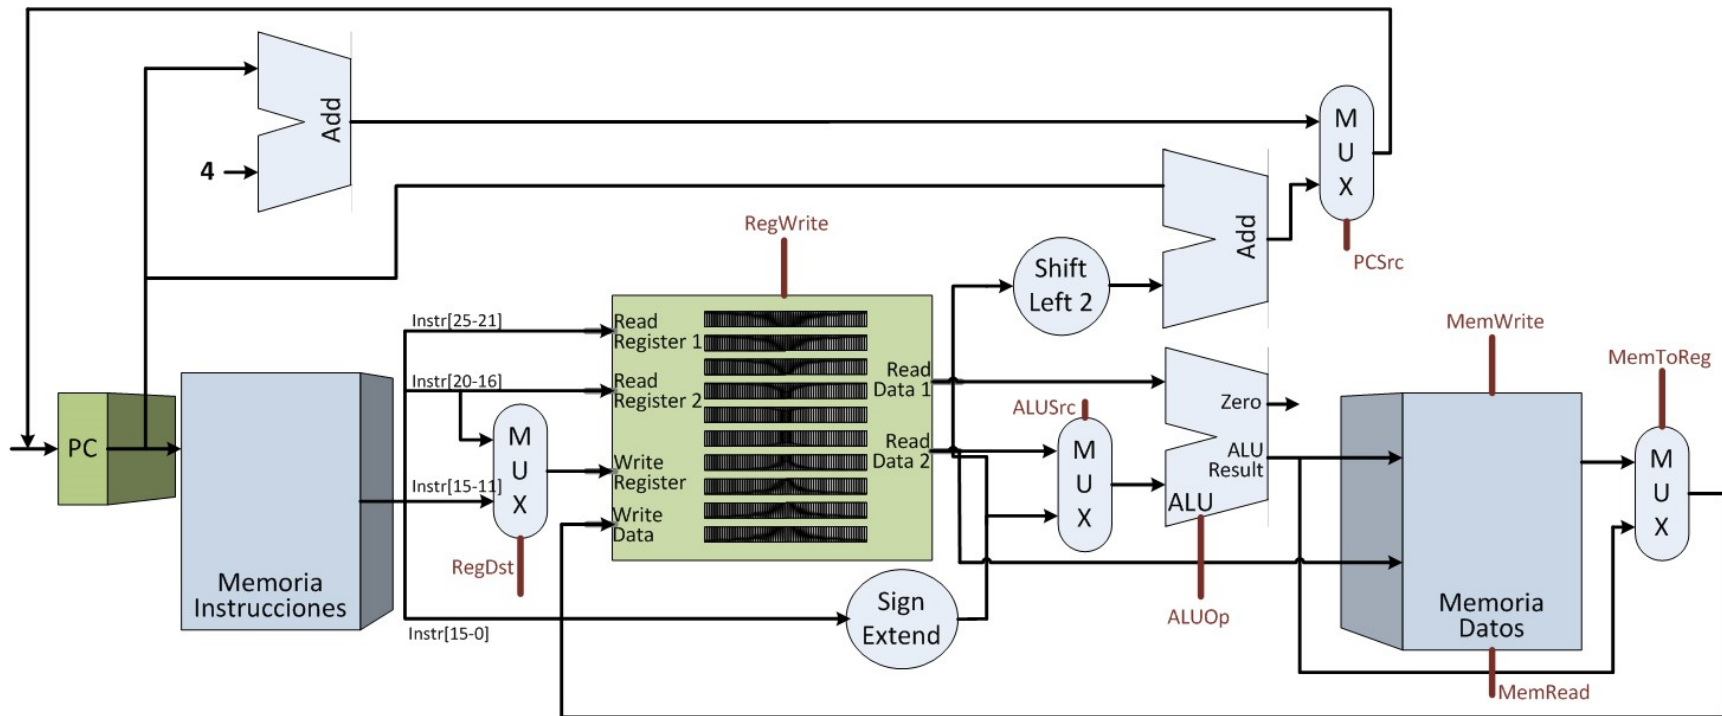 Add
4
M
U
X
PCSrc
Add
Shift
Left 2
RegWrite
PC
Memoria
Instrucciones
Instr[25-21]
Instr[20-16]
Instr[15-11]
Instr[15-0]
M
U
X
RegDst
Read
Register 1
Read
Register 2
Write
Register
Write
Data
Read
Data 1
Read
Data 2
Sign
Extend
ALUSrc
M
U
X
Zero
ALU
Result
ALU
ALUOp
MemWrite
Memoria
Datos
MemRead
MemToReg
M
U
X